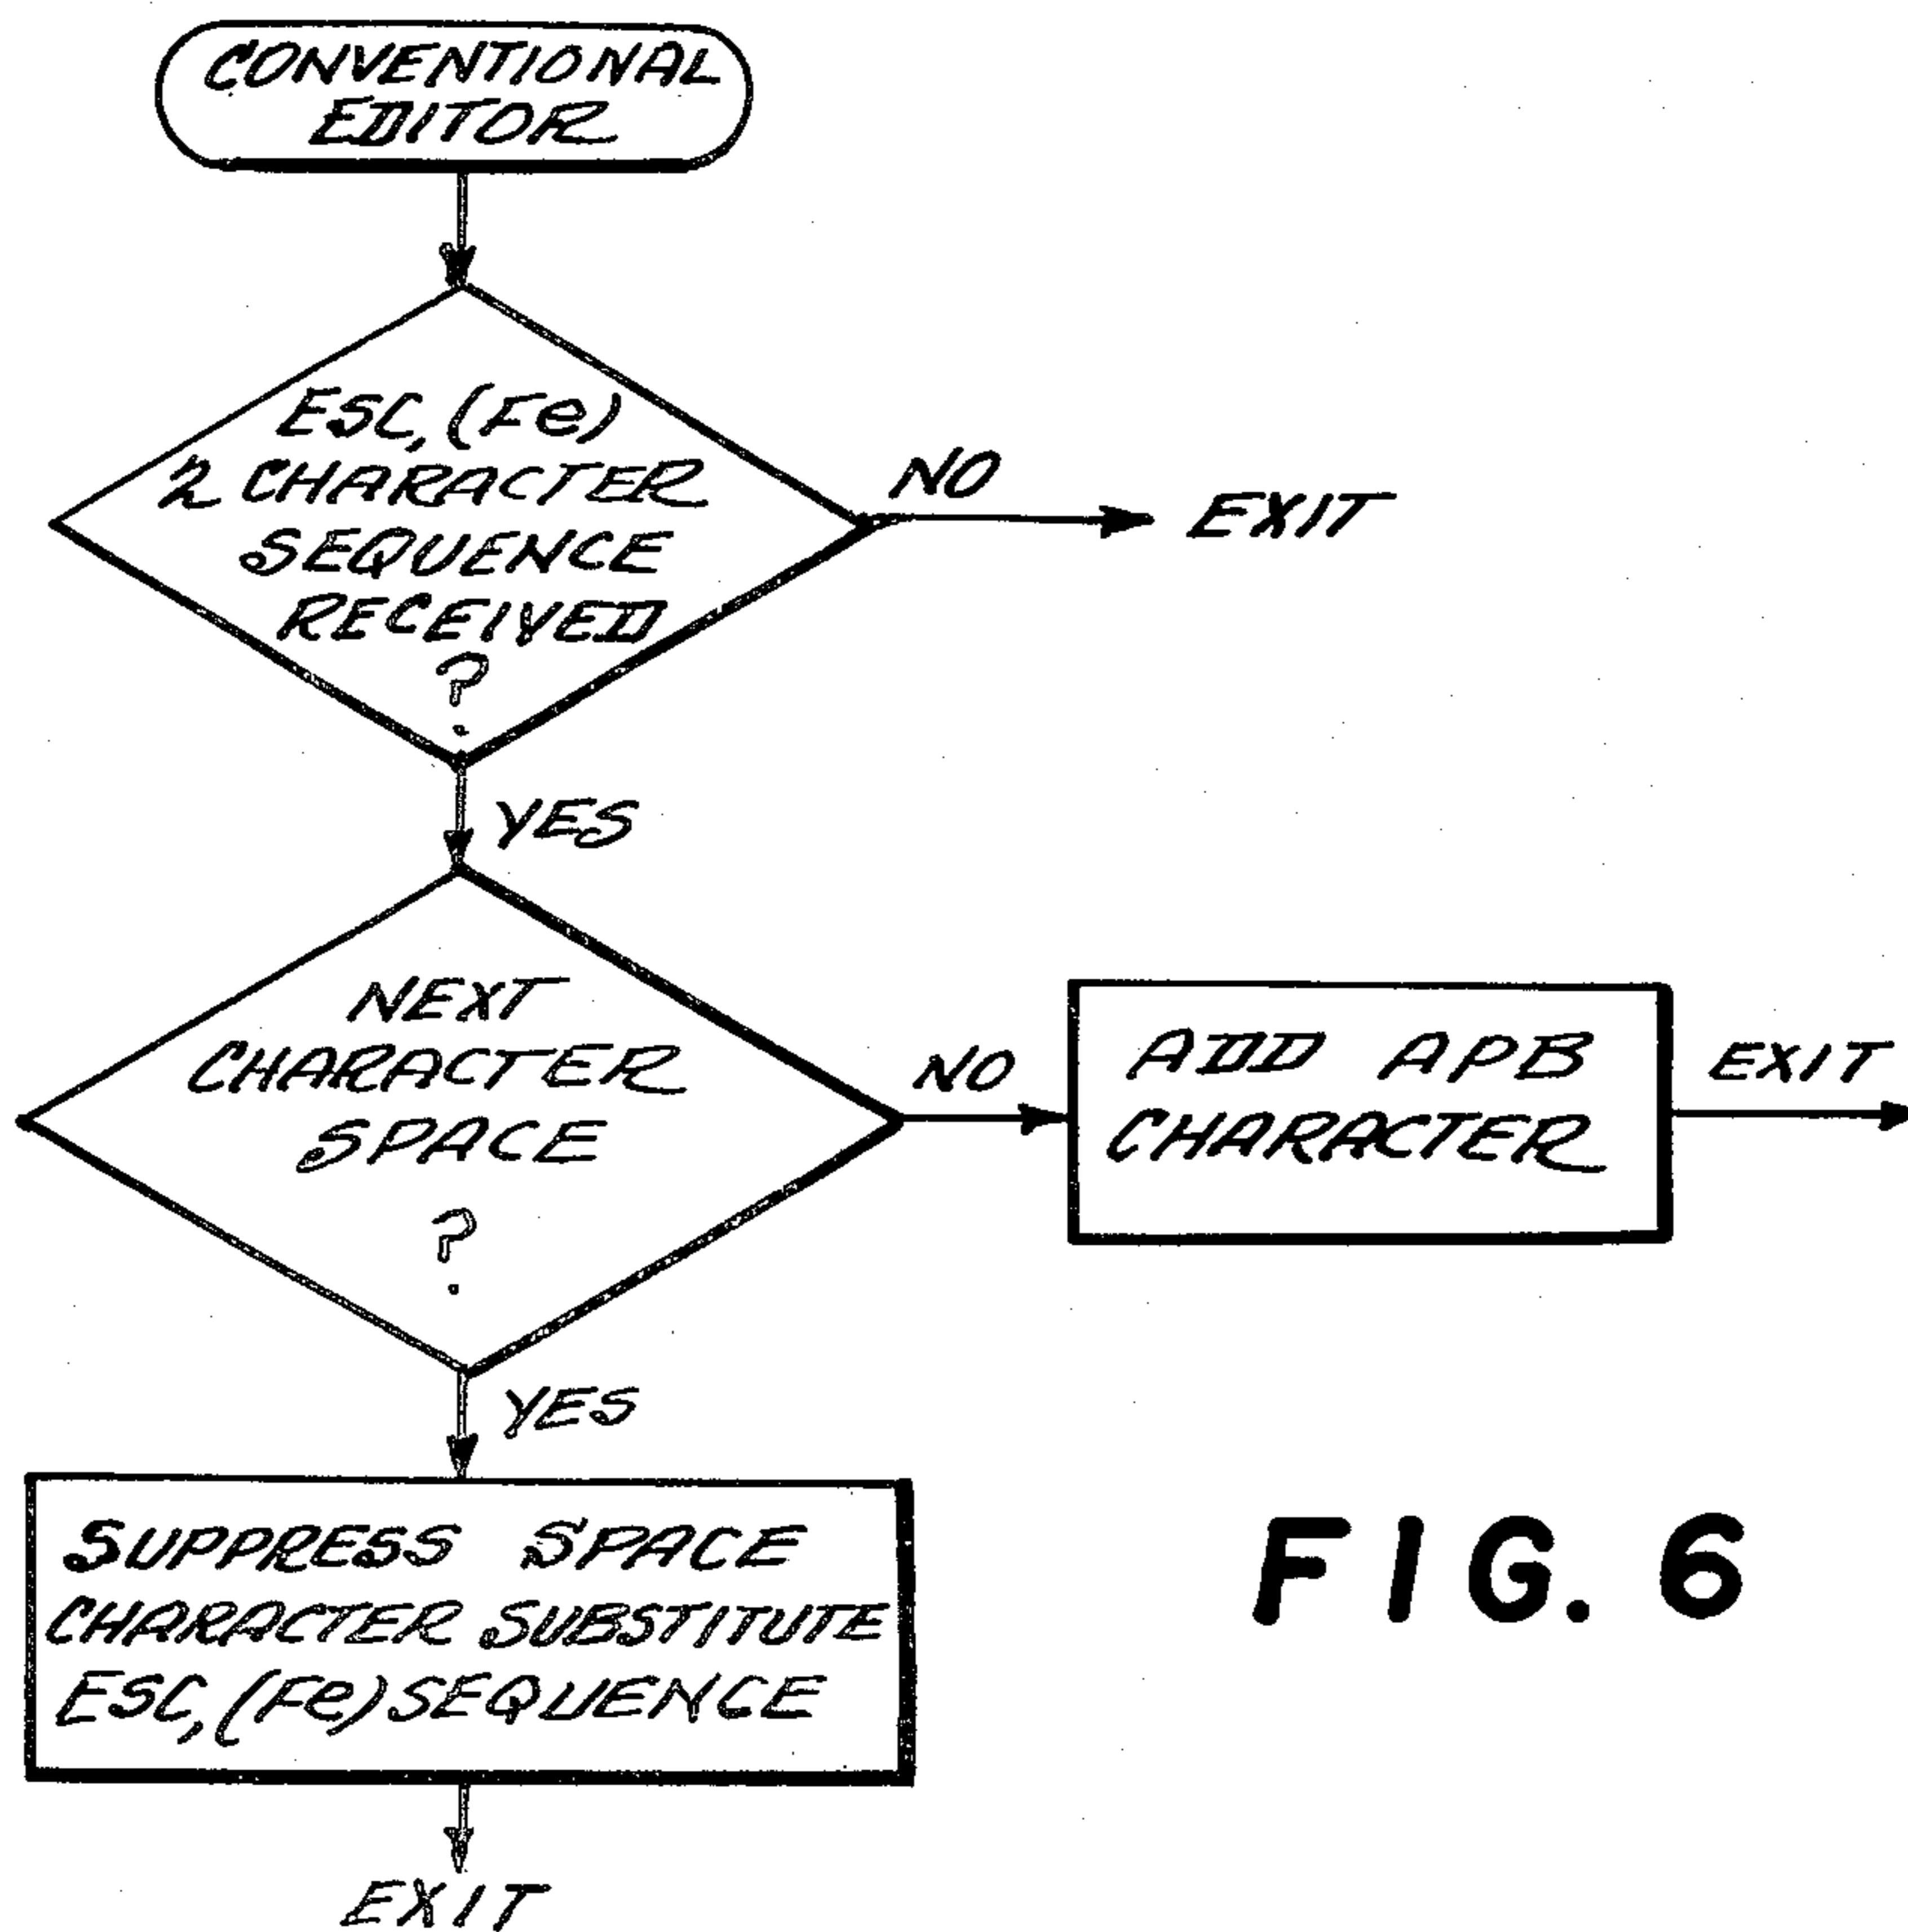 CONVENTIONAL
EDITOR
ESC, (Fe)
2 CHARACTER
SEQUENCE
RECEIVED
?
NO
EXIT
YES
NEXT
CHARACTER
SPACE
?
NO
ADD APB
CHARACTER
EXIT
YES
SUPPRESS SPACE
CHARACTER SUBSTITUTE
ESC, (Fe) SEQUENCE
EXIT
FIG. 6